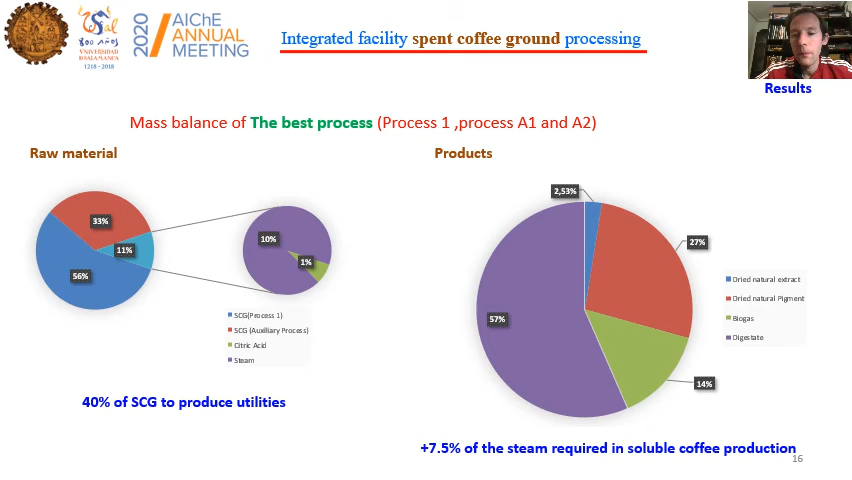 800 AÑOS
VNiVERSiDAD
DSALAMANCA
1218 - 2018
2020
AIChE
ANNUAL
MEETING
Integrated facility spent coffee ground processing
Results
Mass balance of The best process (Process 1 ,process A1 and A2)
Raw material
Products
33%
11%
56%
10%
1%
SCG(Process 1)
SCG (Auxiliary Process)
Citric Acid
Steam
2,53%
27%
57%
14%
Dried natural extract
Dried natural Pigment
Biogas
Digestate
40% of SCG to produce utilities
+7.5% of the steam required in soluble coffee production
16